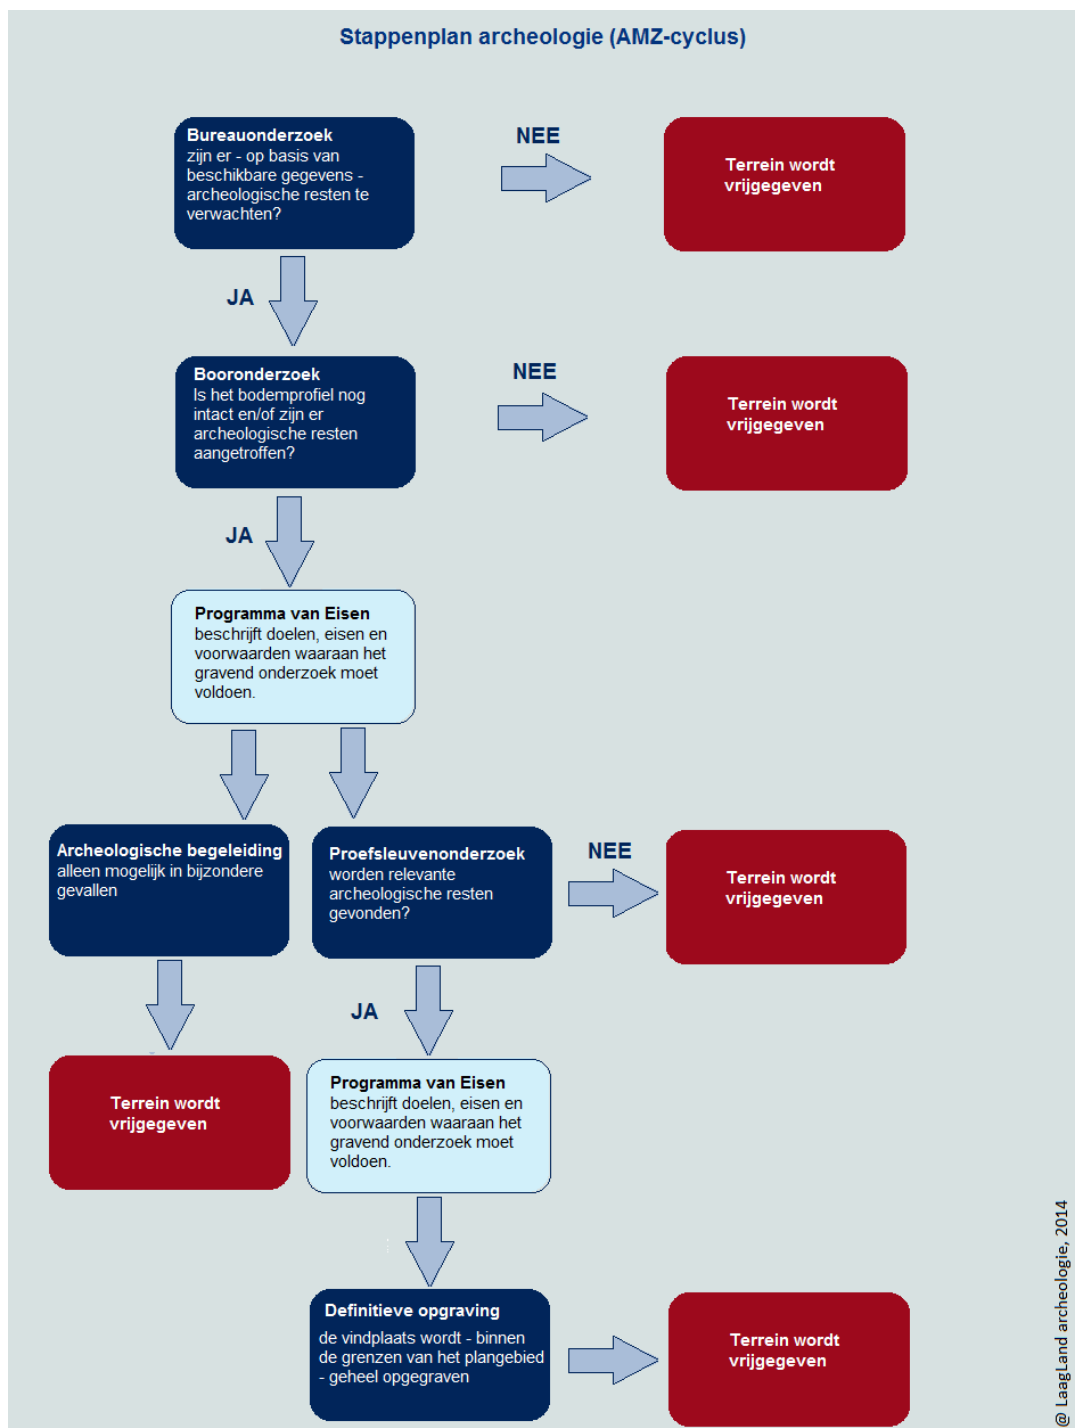 Stappenplan archeologie (AMZ-cyclus)
Bureauonderzoek
zijn er - op basis van
beschikbare gegevens -
archeologische resten te
verwachten?
NEE
Terrein wordt
vrijgegeven
JA
Booronderzoek
Is het bodemprofiel nog
intact en/of zijn er
archeologische resten
aangetroffen?
NEE
Terrein wordt
vrijgegeven
JA
Programma van Eisen
beschrijft doelen, eisen en
voorwaarden waaraan het
gravend onderzoek moet
voldoen.
Archeologische begeleiding
alleen mogelijk in bijzondere
gevallen
Proefsleuvenonderzoek
worden relevante
archeologische resten
gevonden?
NEE
Terrein wordt
vrijgegeven
JA
Terrein wordt
vrijgegeven
Programma van Eisen
beschrijft doelen, eisen en
voorwaarden waaraan het
gravend onderzoek moet
voldoen.
Definitieve opgraving
de vindplaats wordt - binnen
de grenzen van het plangebied
- geheel opgegraven
Terrein wordt
vrijgegeven
@ LaagLand archeologie, 2014